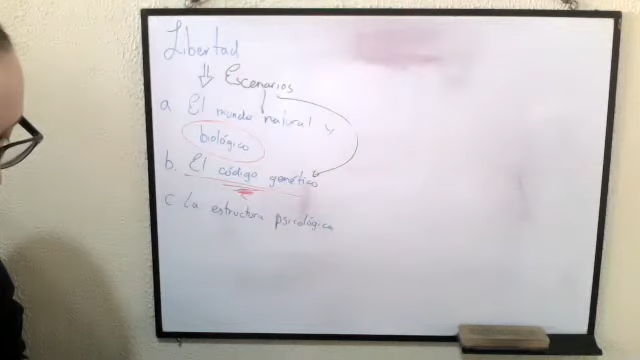 Libertad
Escenarios
a El mundo natural y
biológico
b. El código genético
c La estructura psicológica